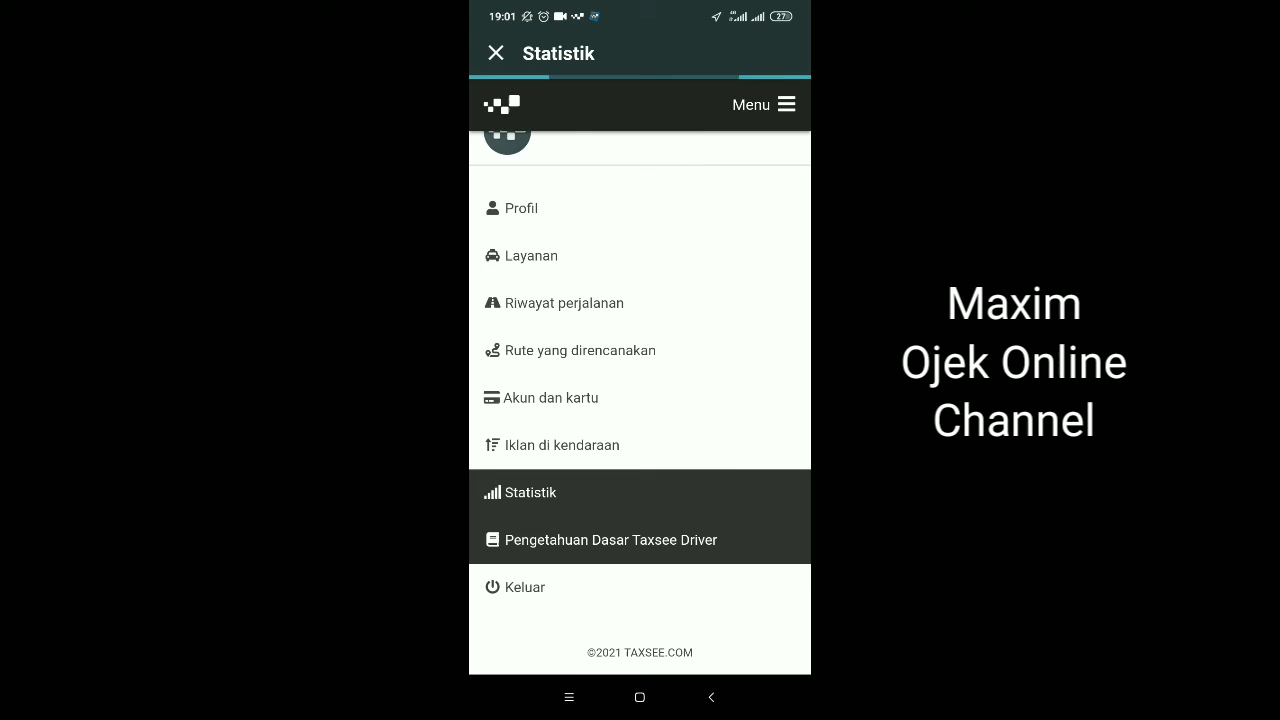 19:01
27
Statistik
Menu
Profil
Layanan
Riwayat perjalanan
Rute yang direncanakan
Akun dan kartu
Iklan di kendaraan
Statistik
Pengetahuan Dasar Taxsee Driver
Keluar
©2021 TAXSEE.COM
Maxim
Ojek Online
Channel